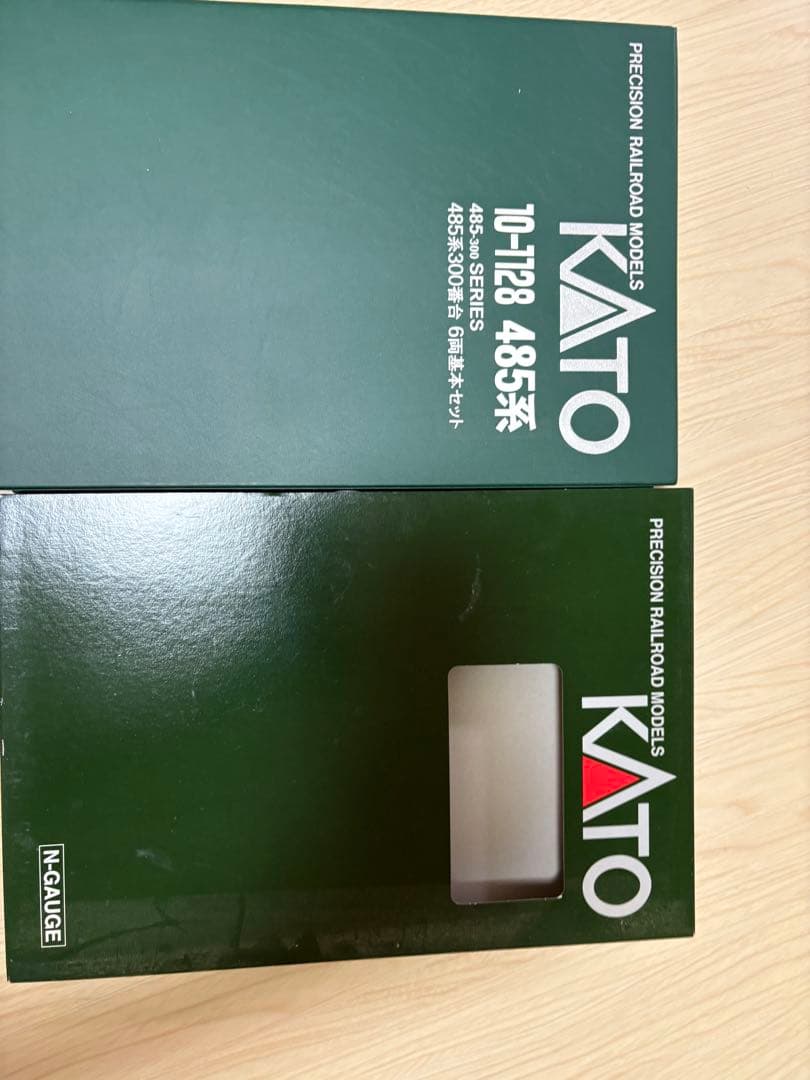 PRECISION RAILROAD MODELS
KATO
10-1128 485系
485-300 SERIES
485系300番台 6両基本セット
PRECISION RAILROAD MODELS
KATO
N-GAUGE